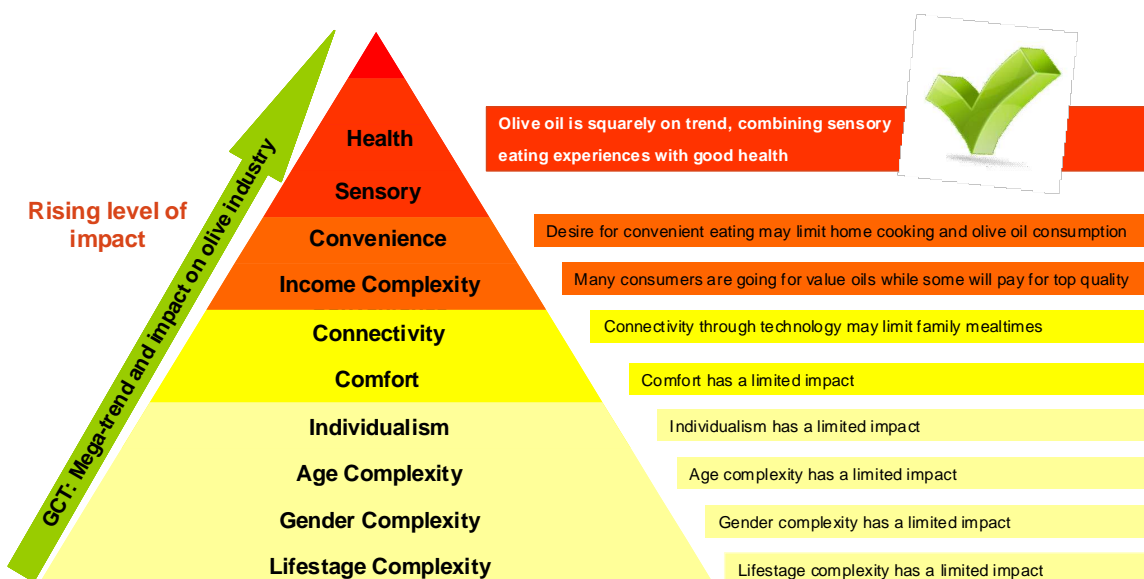 Health
Olive oil is squarely on trend, combining sensory
eating experiences with good health
Sensory
Rising level of
impact
GCT: Mega-trend and impact on olive industry
Convenience
Desire for convenient eating may limit home cooking and olive oil consumption
Income Complexity
Many consumers are going for value oils while some will pay for top quality
Connectivity
Connectivity through technology may limit family mealtimes
Comfort
Comfort has a limited impact
Individualism
Individualism has a limited impact
Age Complexity
Age complexity has a limited impact
Gender Complexity
Gender complexity has a limited impact
Lifestage Complexity
Lifestage complexity has a limited impact